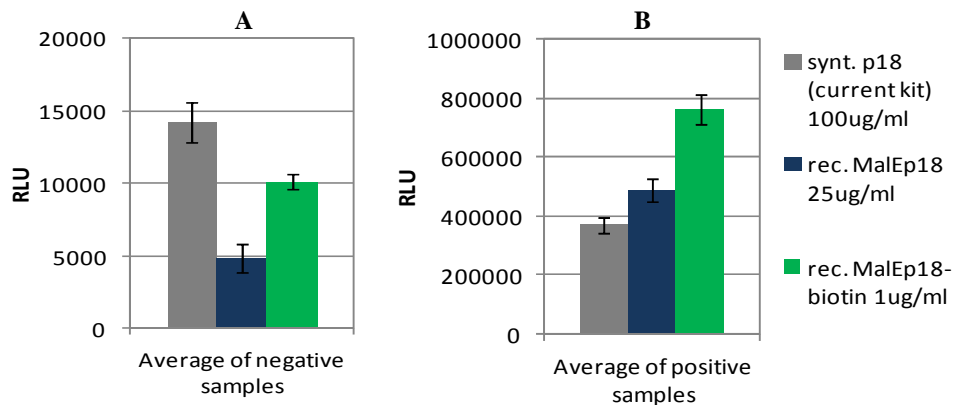 A
20000
15000
10000
5000
0
RLU
Average of negative
samples
B
1000000
800000
600000
400000
200000
0
RLU
Average of positive
samples
synt. p18
(current kit)
100ug/ml
rec. MalEp18
25ug/ml
rec. MalEp18-
biotin 1ug/ml